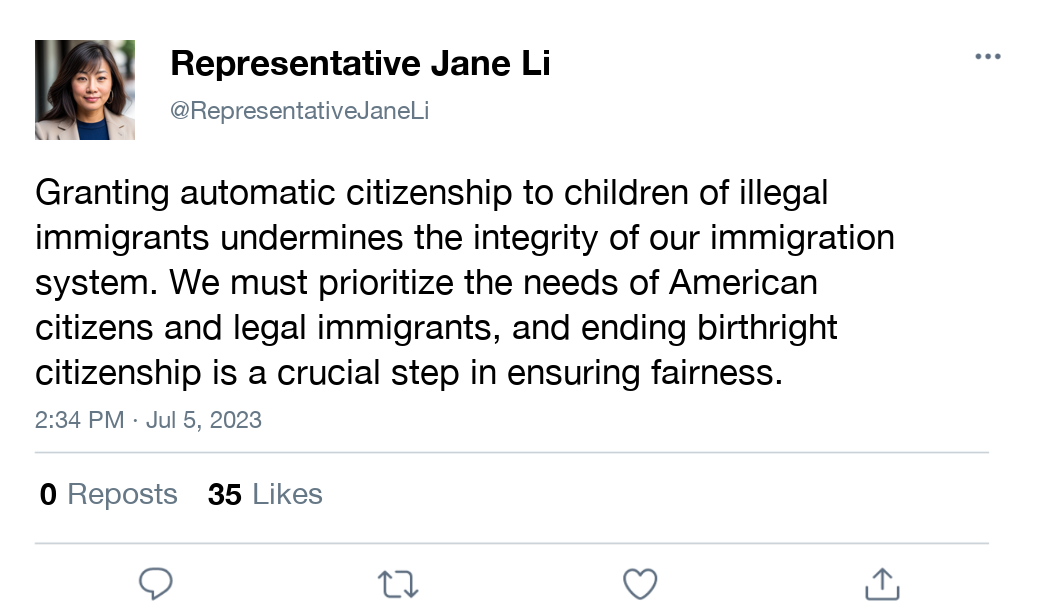 Representative Jane Li
@RepresentativeJaneLi
Granting automatic citizenship to children of illegal
immigrants undermines the integrity of our immigration
system. We must prioritize the needs of American
citizens and legal immigrants, and ending birthright
citizenship is a crucial step in ensuring fairness.
2:34 PM · Jul 5, 2023
0 Reposts 35 Likes